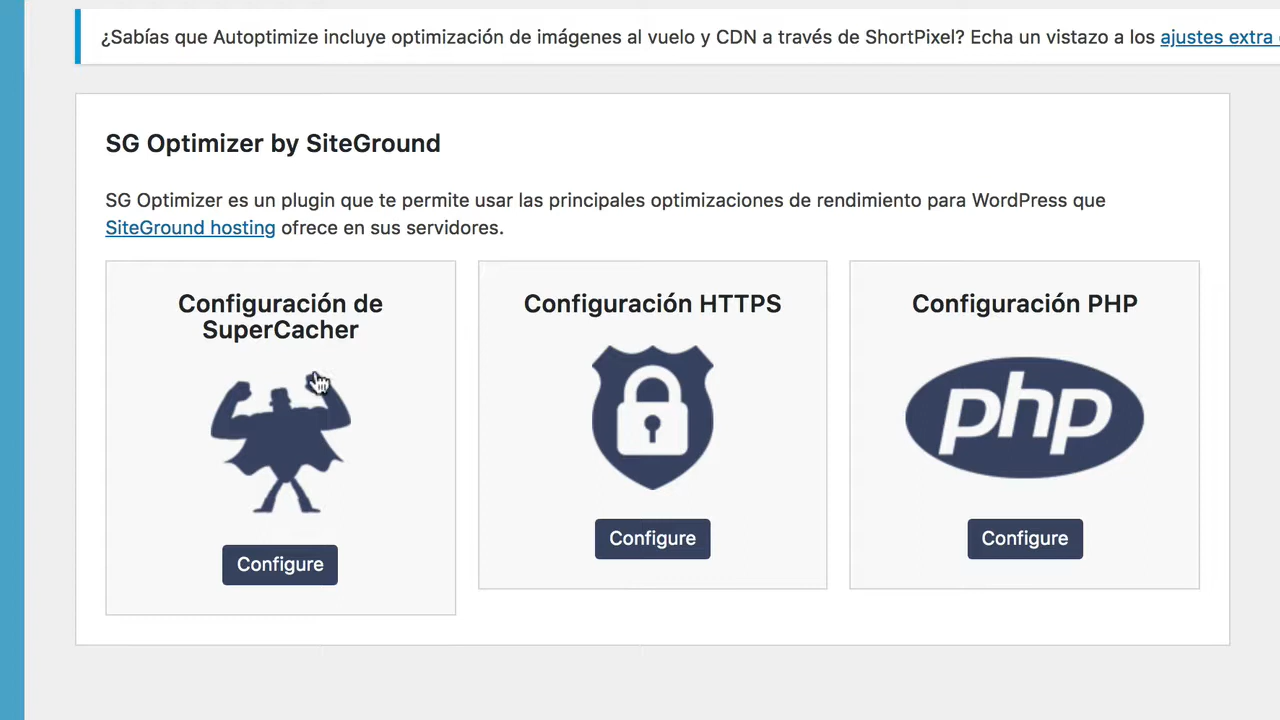 ¿Sabías que Autoptimize incluye optimización de imágenes al vuelo y CDN a través de ShortPixel? Echa un vistazo a los ajustes extra
SG Optimizer by SiteGround
SG Optimizer es un plugin que te permite usar las principales optimizaciones de rendimiento para WordPress que
SiteGround hosting ofrece en sus servidores.
Configuración de
SuperCacher
Configure
Configuración HTTPS
Configure
Configuración PHP
php
Configure